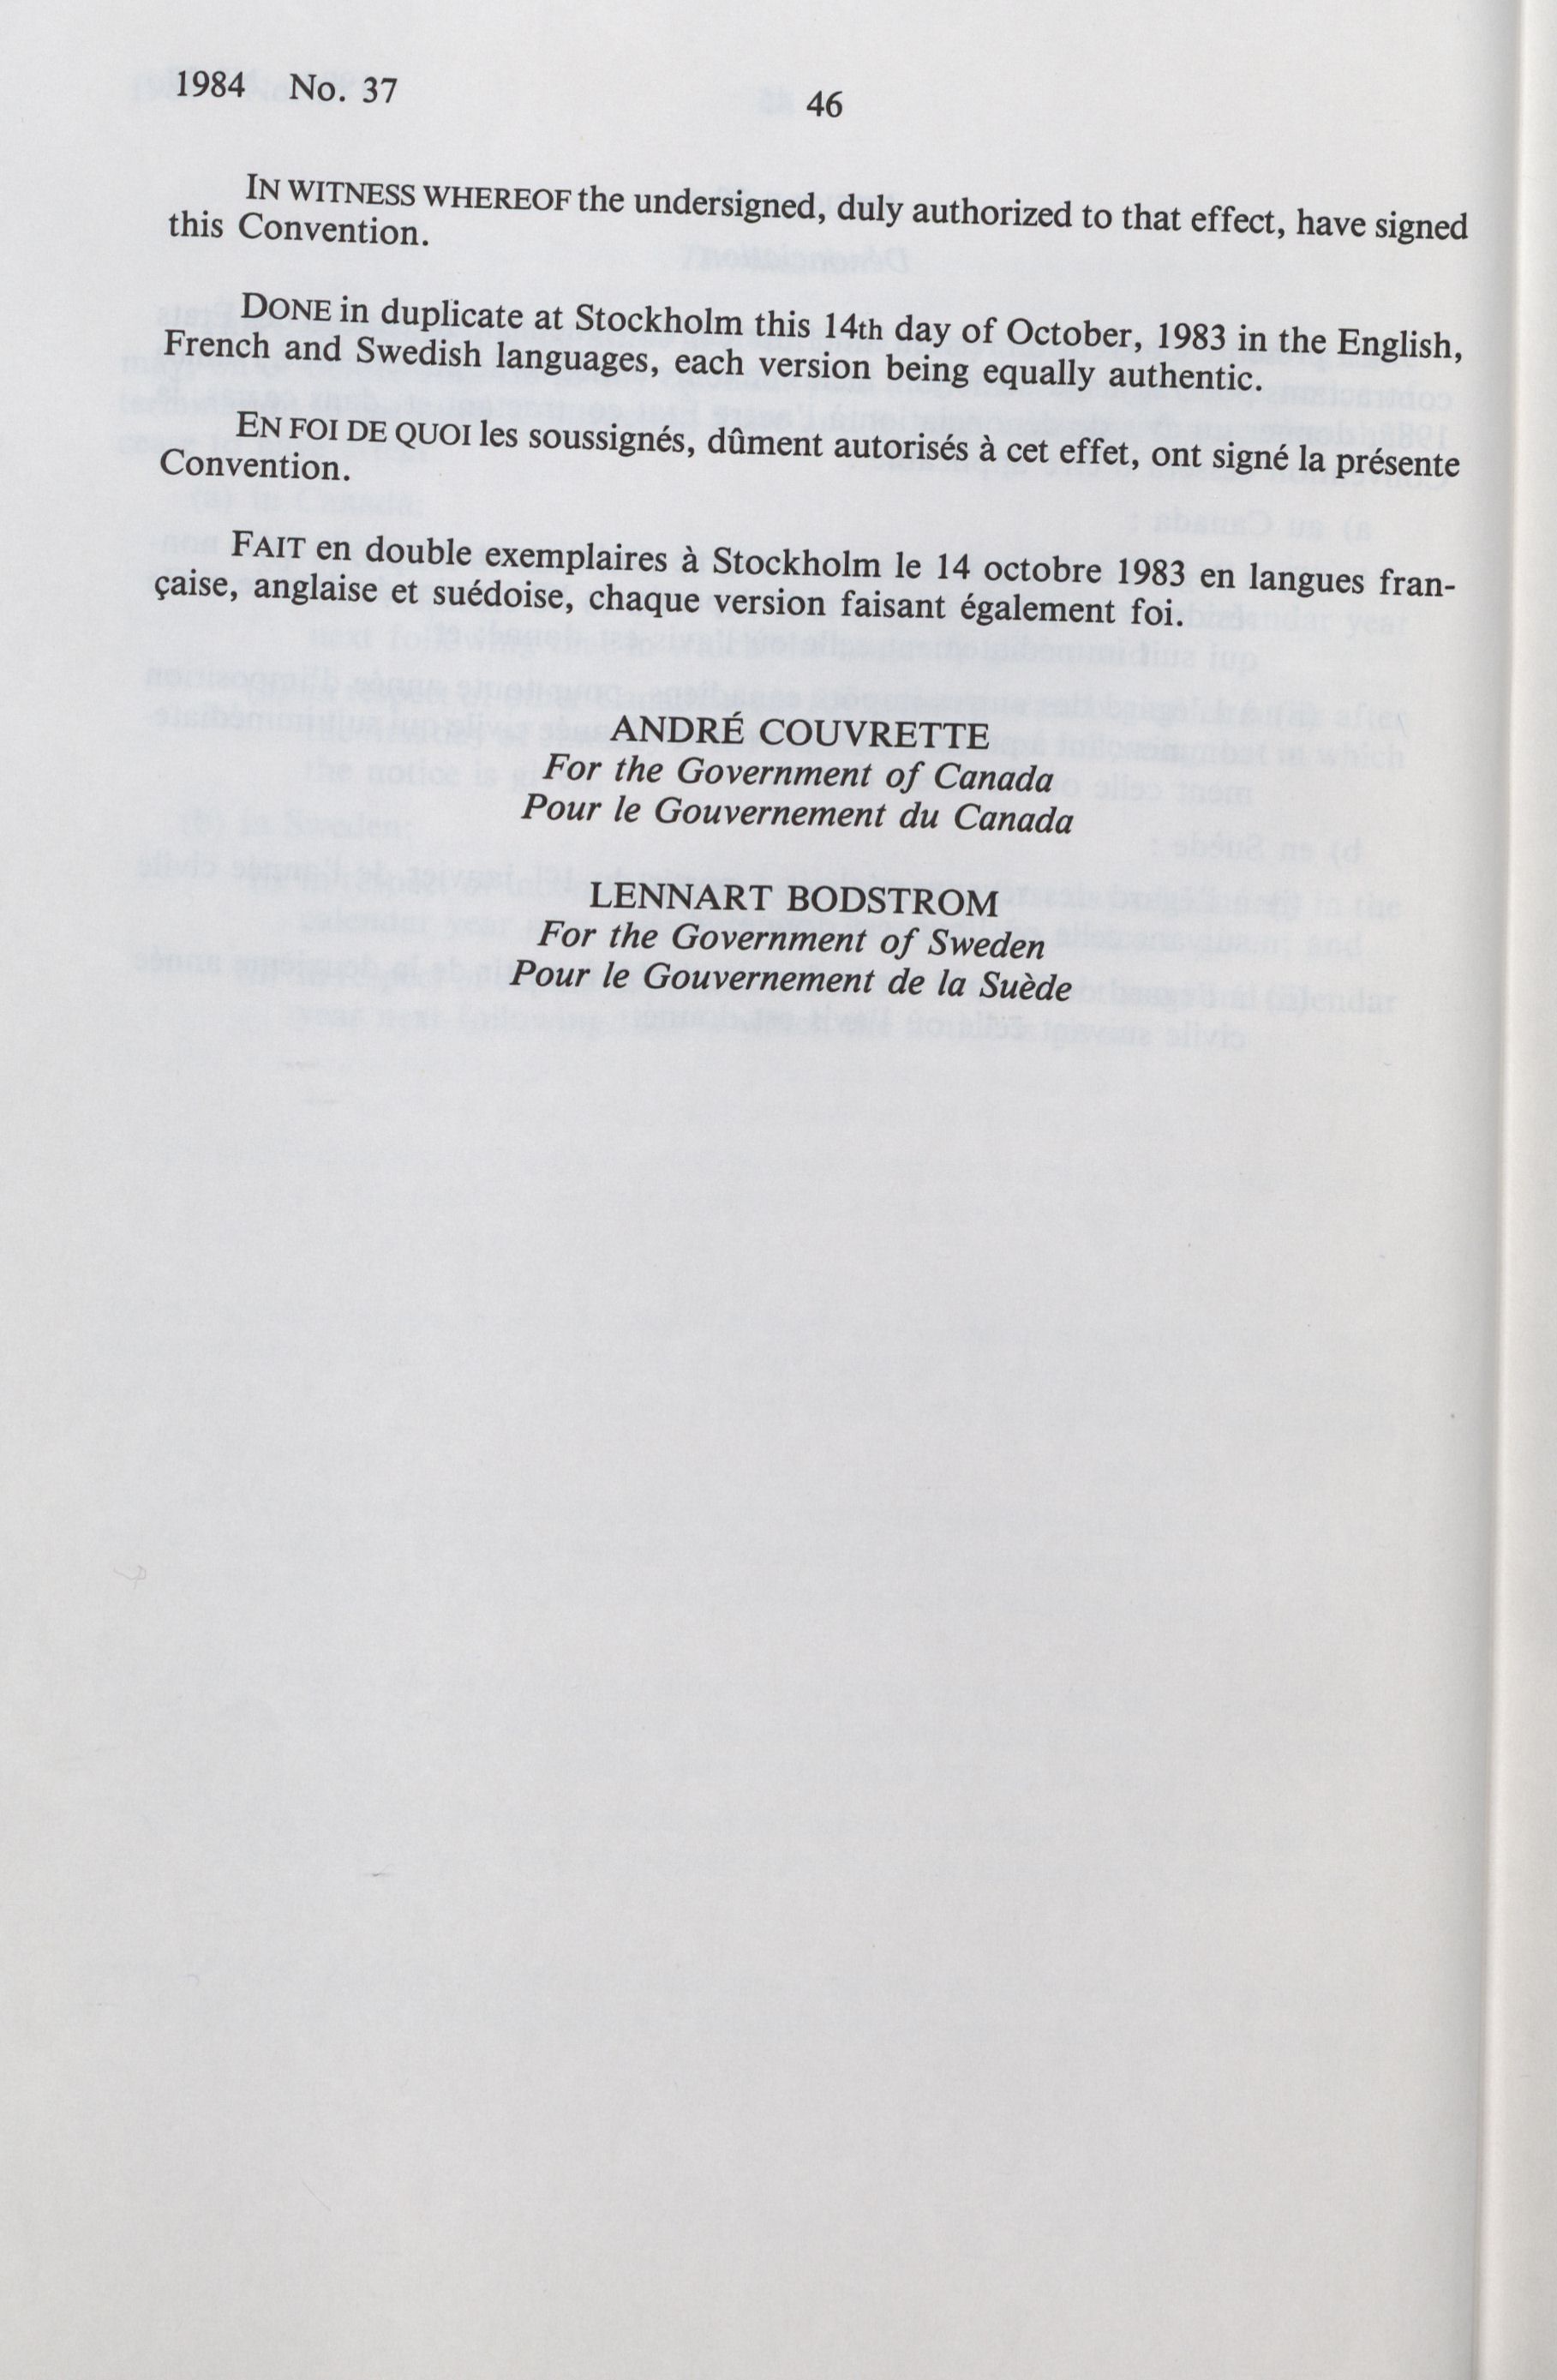 1984 No. 37
46
IN WITNESS WHEREOF the undersigned, duly authorized to that effect, have signed
this Convention.
DONE in duplicate at Stockholm this 14th day of October, 1983 in the English,
French and Swedish languages, each version being equally authentic.
EN FOI DE QUOI les soussignés, dûment autorisés à cet effet, ont signé la présente
Convention.
FAIT en double exemplaires à Stockholm le 14 octobre 1983 en langues fran-
çaise, anglaise et suédoise, chaque version faisant également foi.
ANDRÉ COUVRETTE
For the Government of Canada
Pour le Gouvernement du Canada
LENNART BODSTROM
For the Government of Sweden
Pour le Gouvernement de la Suède